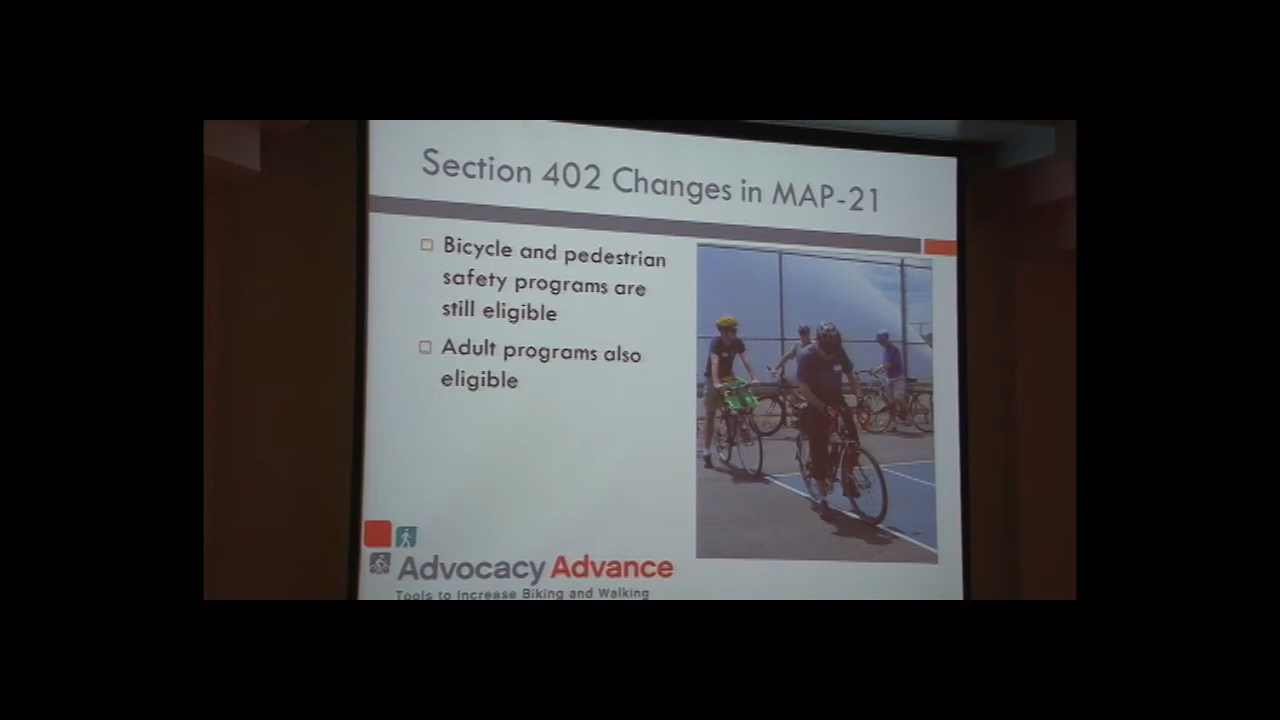 Section 402 Changes in MAP-21
Bicycle and pedestrian
safety programs are
still eligible
Adult programs also
eligible
Advocacy Advance
Tools to Increase Biking and Walking